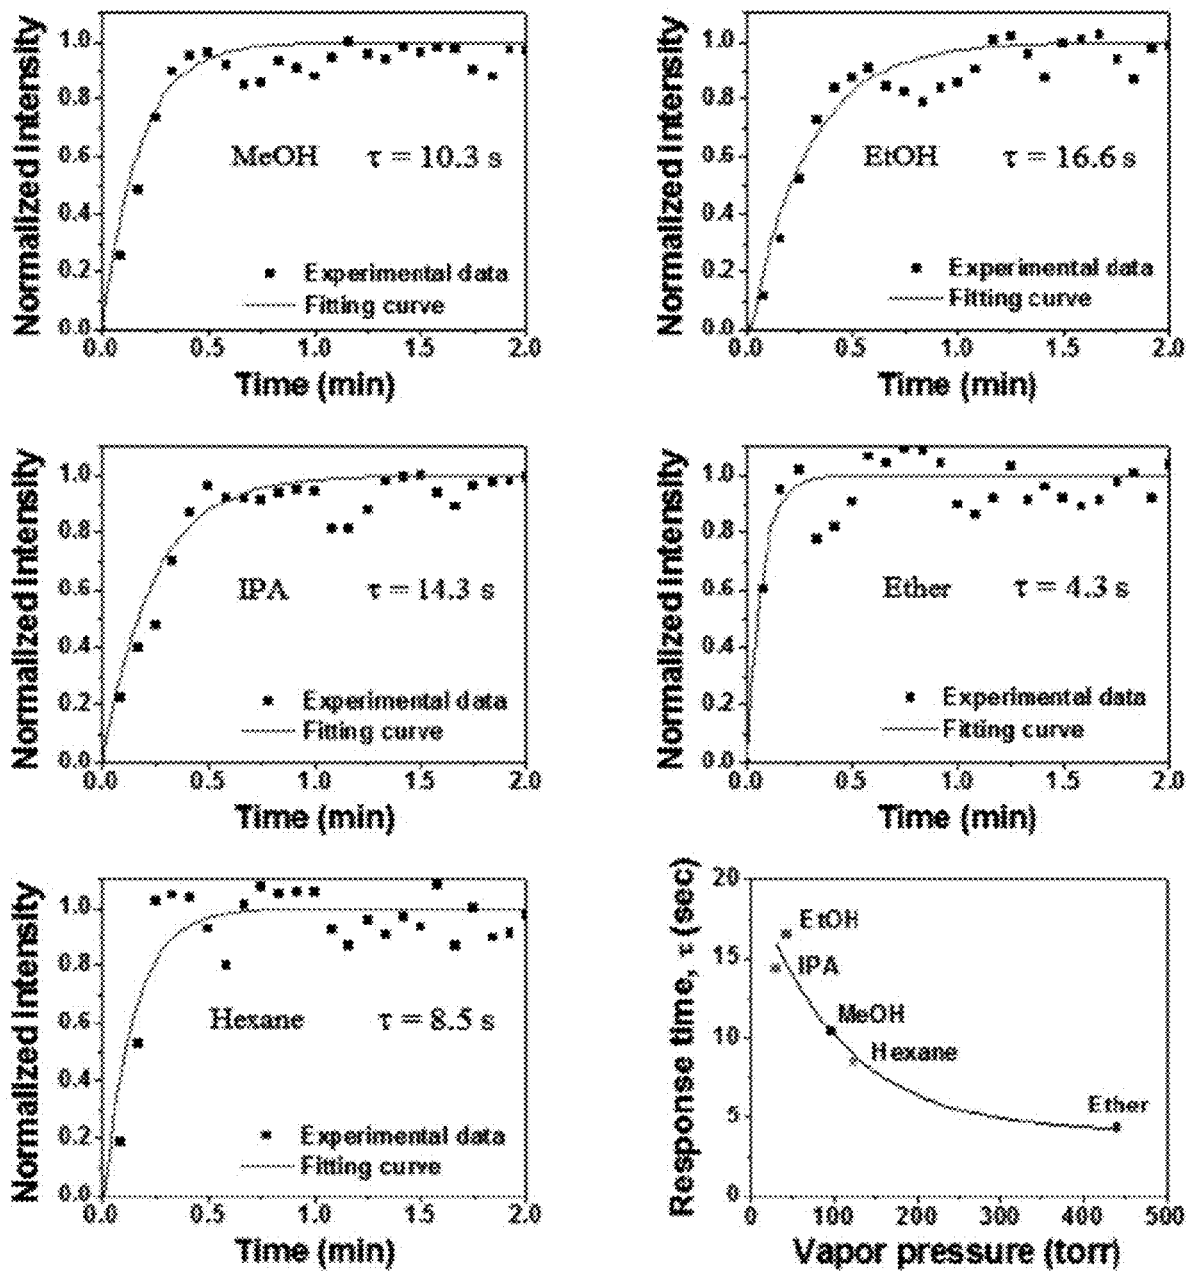 Normalized intensity
1.0
0.8
0.6
0.4
0.2
0.0
MeOH τ = 10.3 s
Experimental data
Fitting curve
0.0 0.5 1.0 1.5 2.0
Time (min)
Normalized intensity
1.0
0.8
0.6
0.4
0.2
0.0
EtOH τ = 16.6 s
Experimental data
Fitting curve
0.0 0.5 1.0 1.5 2.0
Time (min)
Normalized intensity
1.0
0.8
0.6
0.4
0.2
0.0
IPA τ = 14.3 s
Experimental data
Fitting curve
0.0 0.5 1.0 1.5 2.0
Time (min)
Normalized intensity
1.0
0.8
0.6
0.4
0.2
0.0
Ether τ = 4.3 s
Experimental data
Fitting curve
0.0 0.5 1.0 1.5 2.0
Time (min)
Normalized intensity
1.0
0.8
0.6
0.4
0.2
0.0
Hexane τ = 8.5 s
Experimental data
Fitting curve
0.0 0.5 1.0 1.5 2.0
Time (min)
Response time, τ (sec)
20
15
10
5
0
EtOH
IPA
MeOH
Hexane
Ether
0 100 200 300 400 500
Vapor pressure (torr)